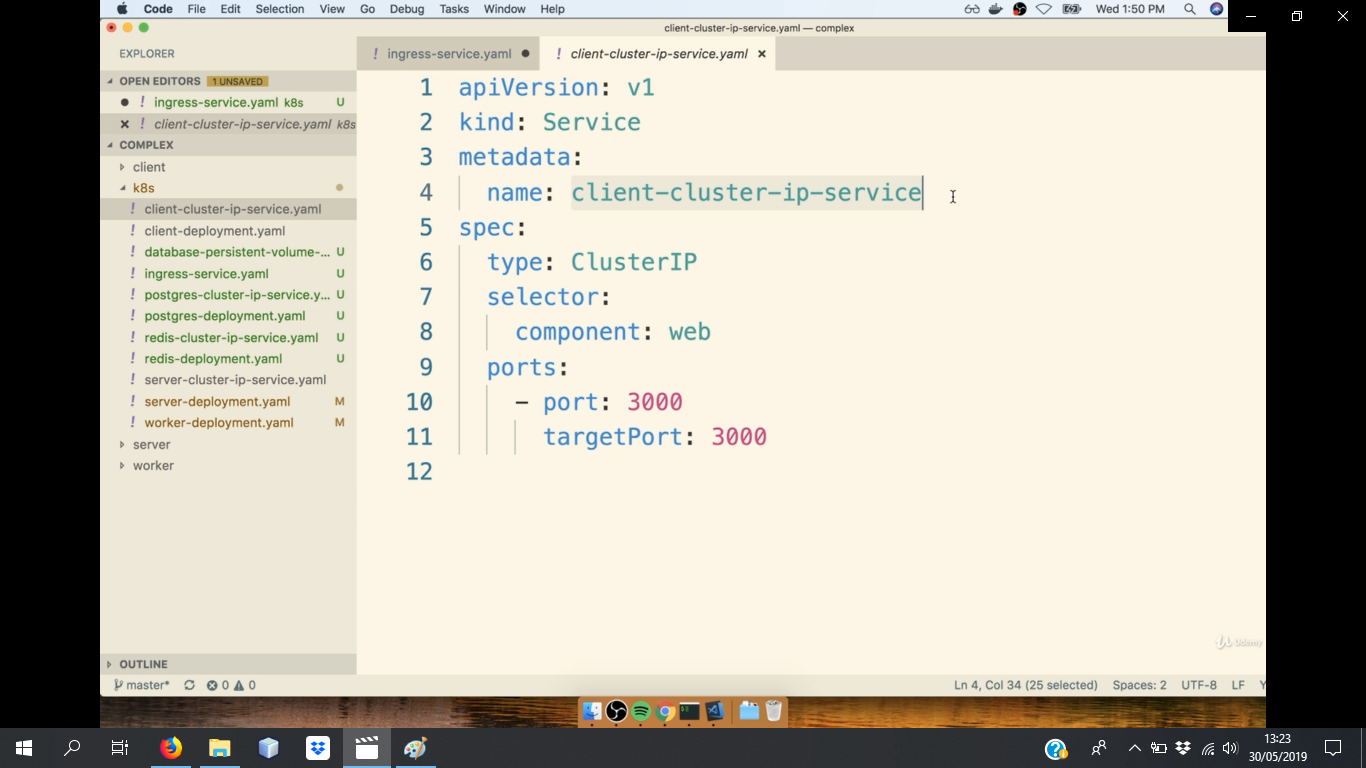 Code File Edit Selection View Go Debug Tasks Window Help Wed 1:50 PM
client-cluster-ip-service.yaml — complex
EXPLORER
! ingress-service.yaml ● ! client-cluster-ip-service.yaml ×
OPEN EDITORS 1 UNSAVED
● ! ingress-service.yaml k8s U
× ! client-cluster-ip-service.yaml k8s
COMPLEX
client
k8s
! client-cluster-ip-service.yaml
! client-deployment.yaml
! database-persistent-volume-... U
! ingress-service.yaml U
! postgres-cluster-ip-service.y... U
! postgres-deployment.yaml U
! redis-cluster-ip-service.yaml U
! redis-deployment.yaml U
! server-cluster-ip-service.yaml
! server-deployment.yaml M
! worker-deployment.yaml M
server
worker
OUTLINE
1 apiVersion: v1
2 kind: Service
3 metadata:
4 name: client-cluster-ip-service
5 spec:
6 type: ClusterIP
7 selector:
8 component: web
9 ports:
10 - port: 3000
11 targetPort: 3000
12
Udemy
master* 0 0 Ln 4, Col 34 (25 selected) Spaces: 2 UTF-8 LF Y
13:23
30/05/2019